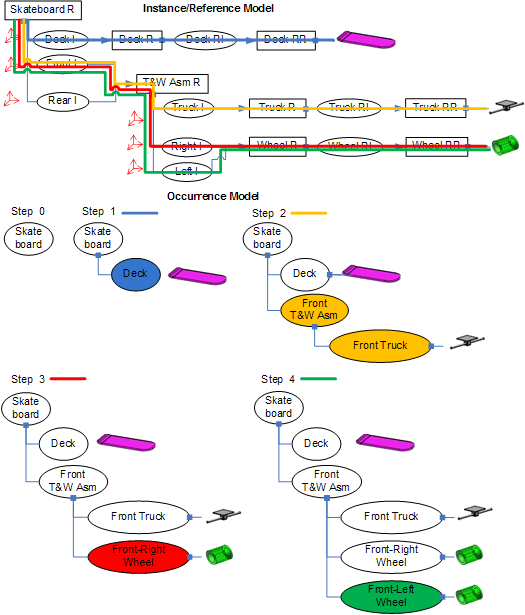 Instance/Reference Model
Skateboard R
Deck I
Deck R
Deck RI
Deck RR
Front I
T&W Asm R
Rear I
Truck I
Truck R
Truck RI
Truck RR
Right I
Wheel R
Wheel RI
Wheel RR
Left I
Occurrence Model
Step 0
Step 1
Step 2
Skate
board
Skate
board
Skate
board
Deck
Deck
Front
T&W Asm
Front Truck
Step 3
Step 4
Skate
board
Skate
board
Deck
Deck
Front
T&W Asm
Front
T&W Asm
Front Truck
Front Truck
Front-Right
Wheel
Front-Right
Wheel
Front-Left
Wheel